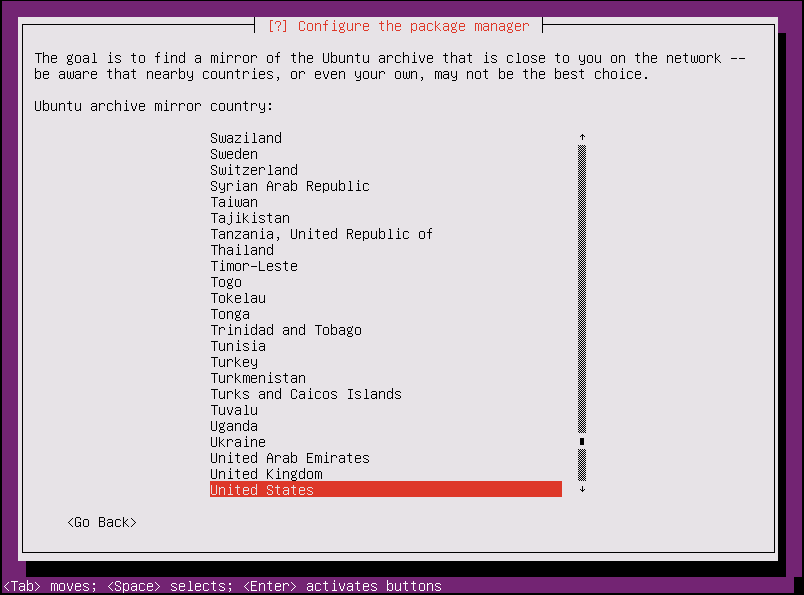 [?] Configure the package manager
The goal is to find a mirror of the Ubuntu archive that is close to you on the network --
be aware that nearby countries, or even your own, may not be the best choice.
Ubuntu archive mirror country:
Swaziland
Sweden
Switzerland
Syrian Arab Republic
Taiwan
Tajikistan
Tanzania, United Republic of
Thailand
Timor-Leste
Togo
Tokelau
Tonga
Trinidad and Tobago
Tunisia
Turkey
Turkmenistan
Turks and Caicos Islands
Tuvalu
Uganda
Ukraine
United Arab Emirates
United Kingdom
United States
<Go Back>
<Tab> moves; <Space> selects; <Enter> activates buttons